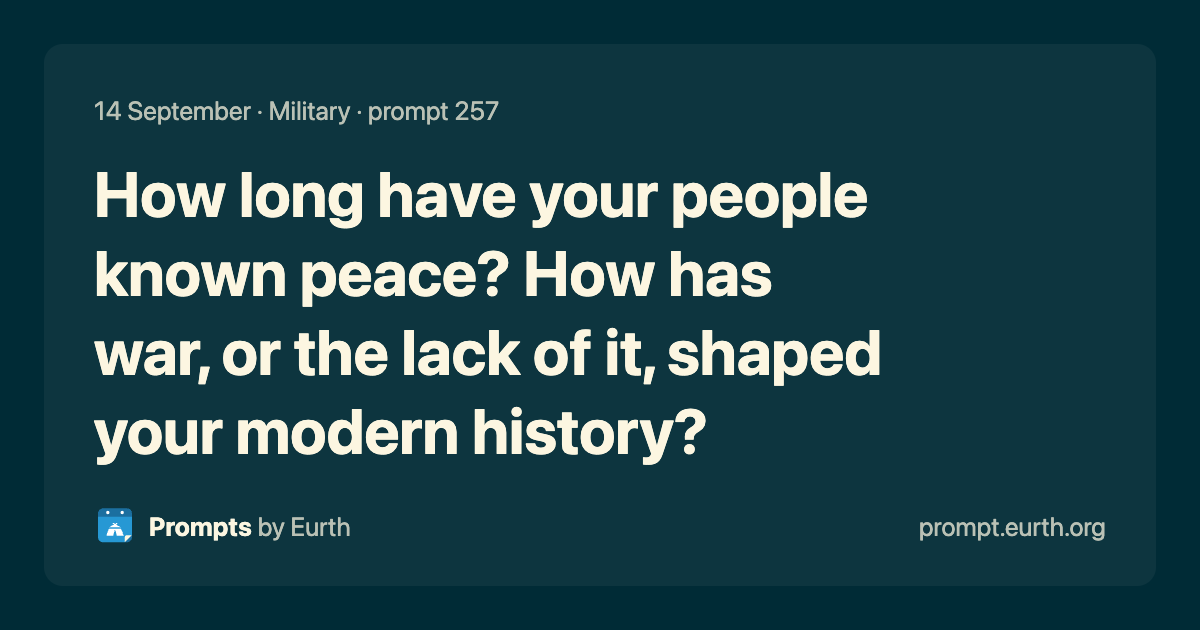 14 September · Military · prompt 257
How long have your people
known peace? How has
war, or the lack of it, shaped
your modern history?
Prompts by Eurth
prompt.eurth.org